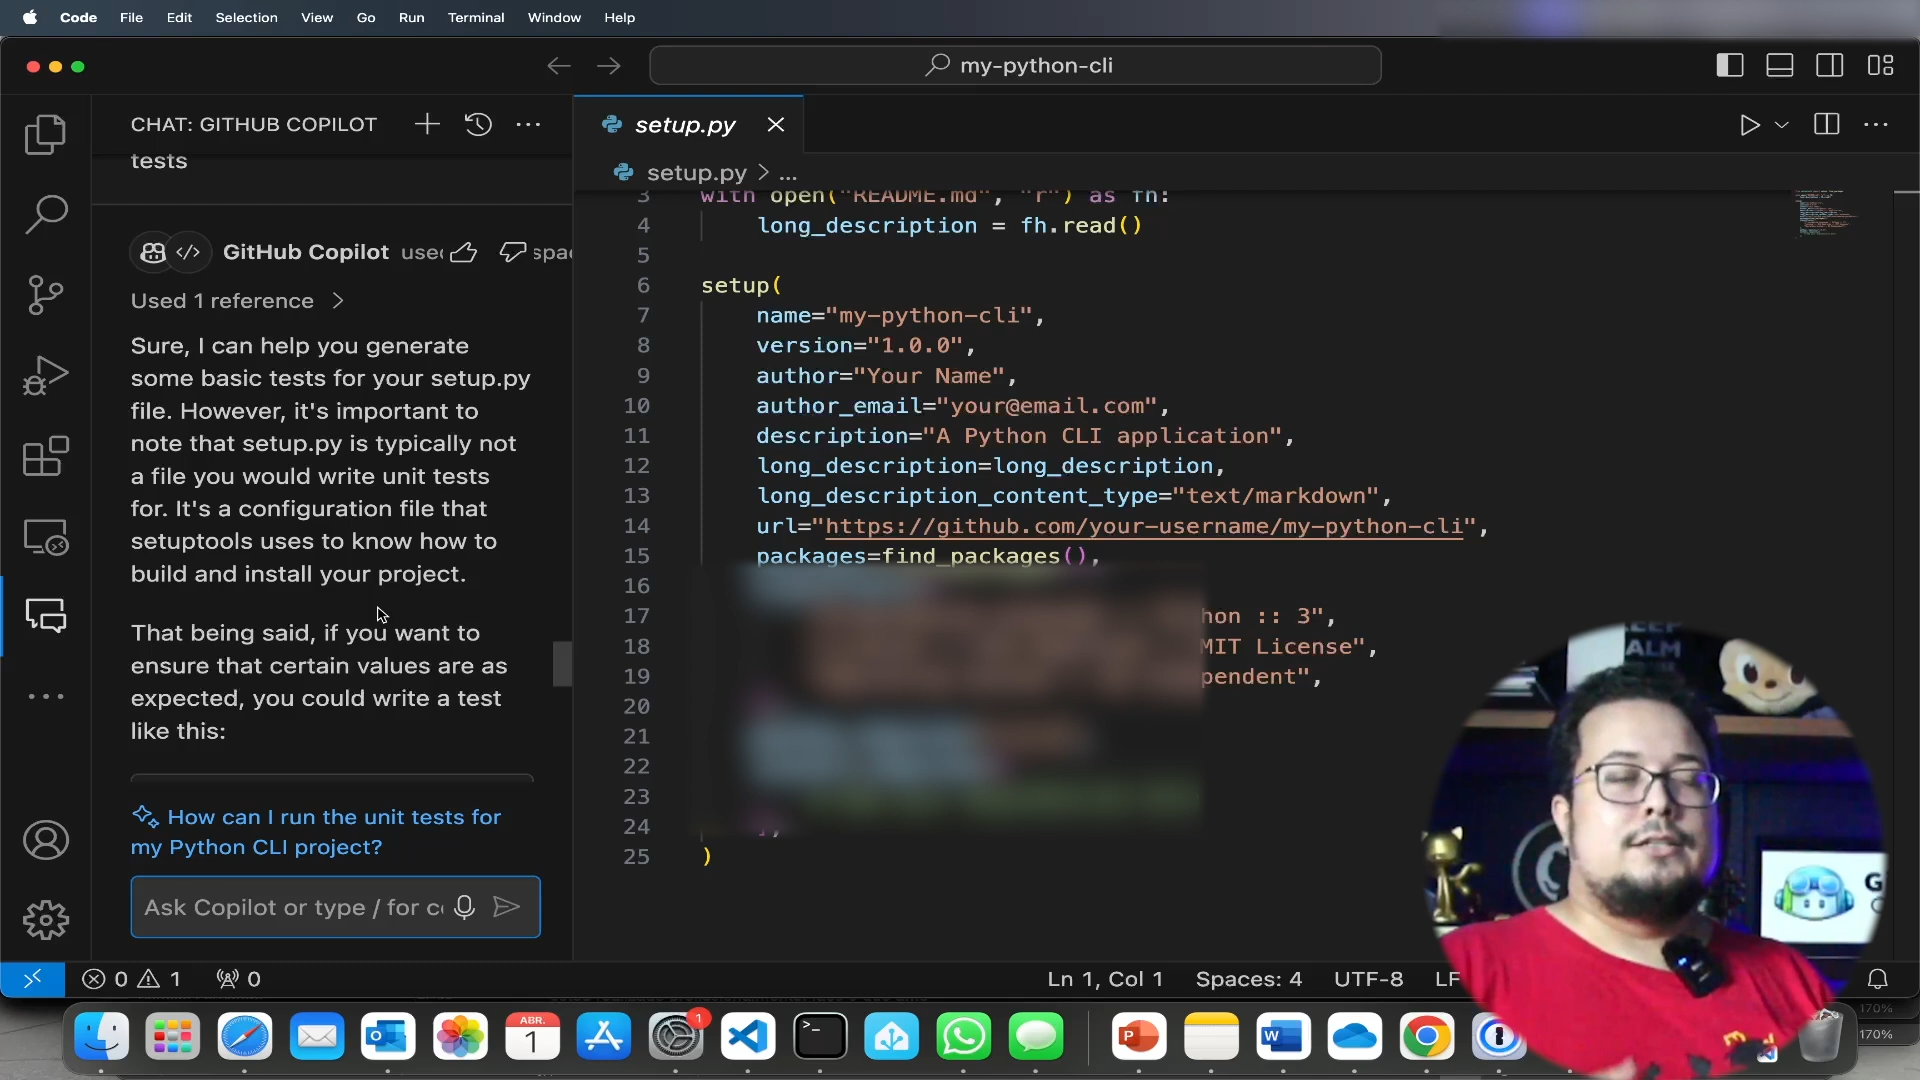 Code File Edit Selection View Go Run Terminal Window Help
my-python-cli
CHAT: GITHUB COPILOT
tests
GitHub Copilot
Used 1 reference
Sure, I can help you generate
some basic tests for your setup.py
file. However, it's important to
note that setup.py is typically not
a file you would write unit tests
for. It's a configuration file that
setuptools uses to know how to
build and install your project.
That being said, if you want to
ensure that certain values are as
expected, you could write a test
like this:
How can I run the unit tests for
my Python CLI project?
Ask Copilot or type / for
setup.py
setup.py > ...
3 with open("README.md", "r") as fh:
4 long_description = fh.read()
5
6 setup(
7 name="my-python-cli",
8 version="1.0.0",
9 author="Your Name",
10 author_email="your@email.com",
11 description="A Python CLI application",
12 long_description=long_description,
13 long_description_content_type="text/markdown",
14 url="https://github.com/your-username/my-python-cli",
15 packages=find_packages(),
16
17 hon :: 3",
18 MIT License",
19 pendent",
20
21
22
23
24 ],
25 )
ALM
G
0 1 0
Ln 1, Col 1 Spaces: 4 UTF-8 LF
170%
170%
ABR.
1
1